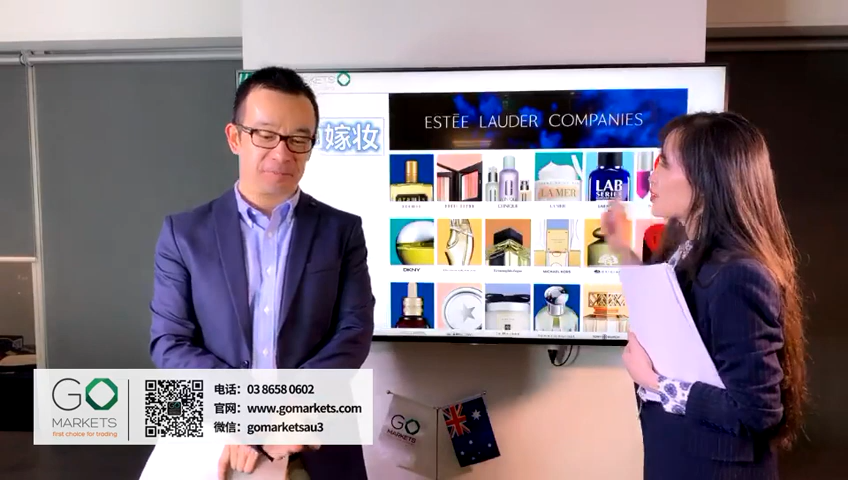 KETS
嫁妆
ESTĒE LAUDER COMPANIES
CLINIQUE
LA MER
LAB
SERIES
DKNY
MICHAEL KORS
GO
MARKETS
first choice for trading
电话: 03 8658 0602
官网: www.gomarkets.com
微信: gomarketsau3
GO
MARKETS